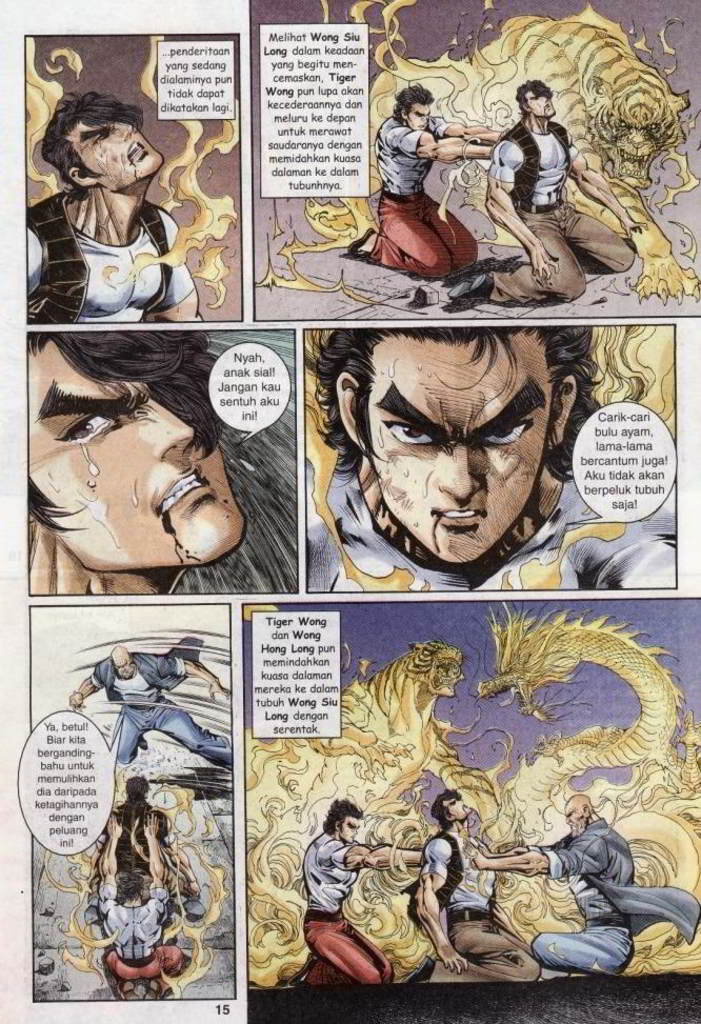 ...penderitaan
yang sedang
dialaminya pun
tidak dapat
dikatakan lagi.
Melihat Wong Siu
Long dalam keadaan
yang begitu men-
cemaskan, Tiger
Wong pun lupa akan
kecederaannya dan
meluru ke depan
untuk merawat
saudaranya dengan
memidahkan kuasa
dalaman ke dalam
tubuhnhya.
Nyah,
anak sial!
Jangan kau
sentuh aku
ini!
Carik-cari
bulu ayam,
lama-lama
bercantum juga!
Aku tidak akan
berpeluk tubuh
saja!
Ya, betul!
Biar kita
berganding-
bahu untuk
memulihkan
dia daripada
ketagihannya
dengan
peluang
ini!
Tiger Wong
dan Wong
Hong Long pun
memindahkan
kuasa dalaman
mereka ke dalam
tubuh Wong Siu
Long dengan
serentak.
15